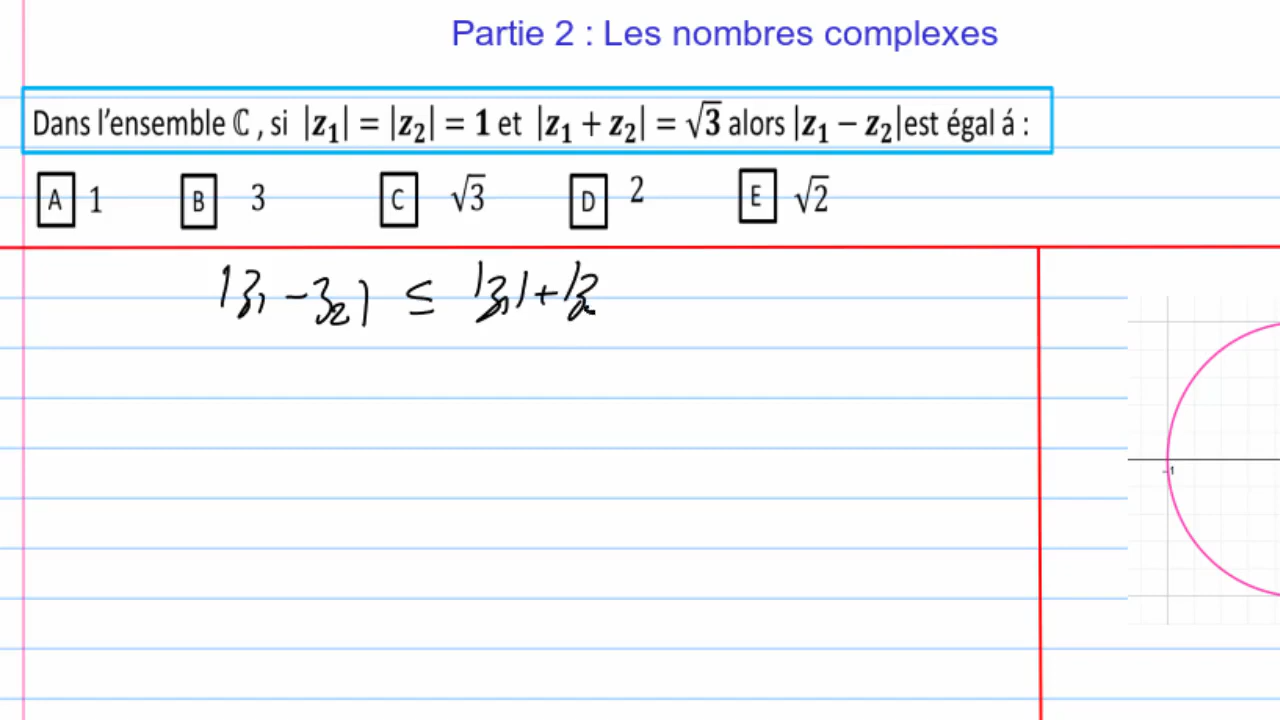 Partie 2 : Les nombres complexes
Dans l'ensemble ℂ , si |z₁| = |z₂| = 1 et |z₁ + z₂| = √3 alors |z₁ − z₂|est égal á :
A 1 B 3 C √3 D 2 E √2
|z₁ − z₂| ≤ |z₁| + |z
-1